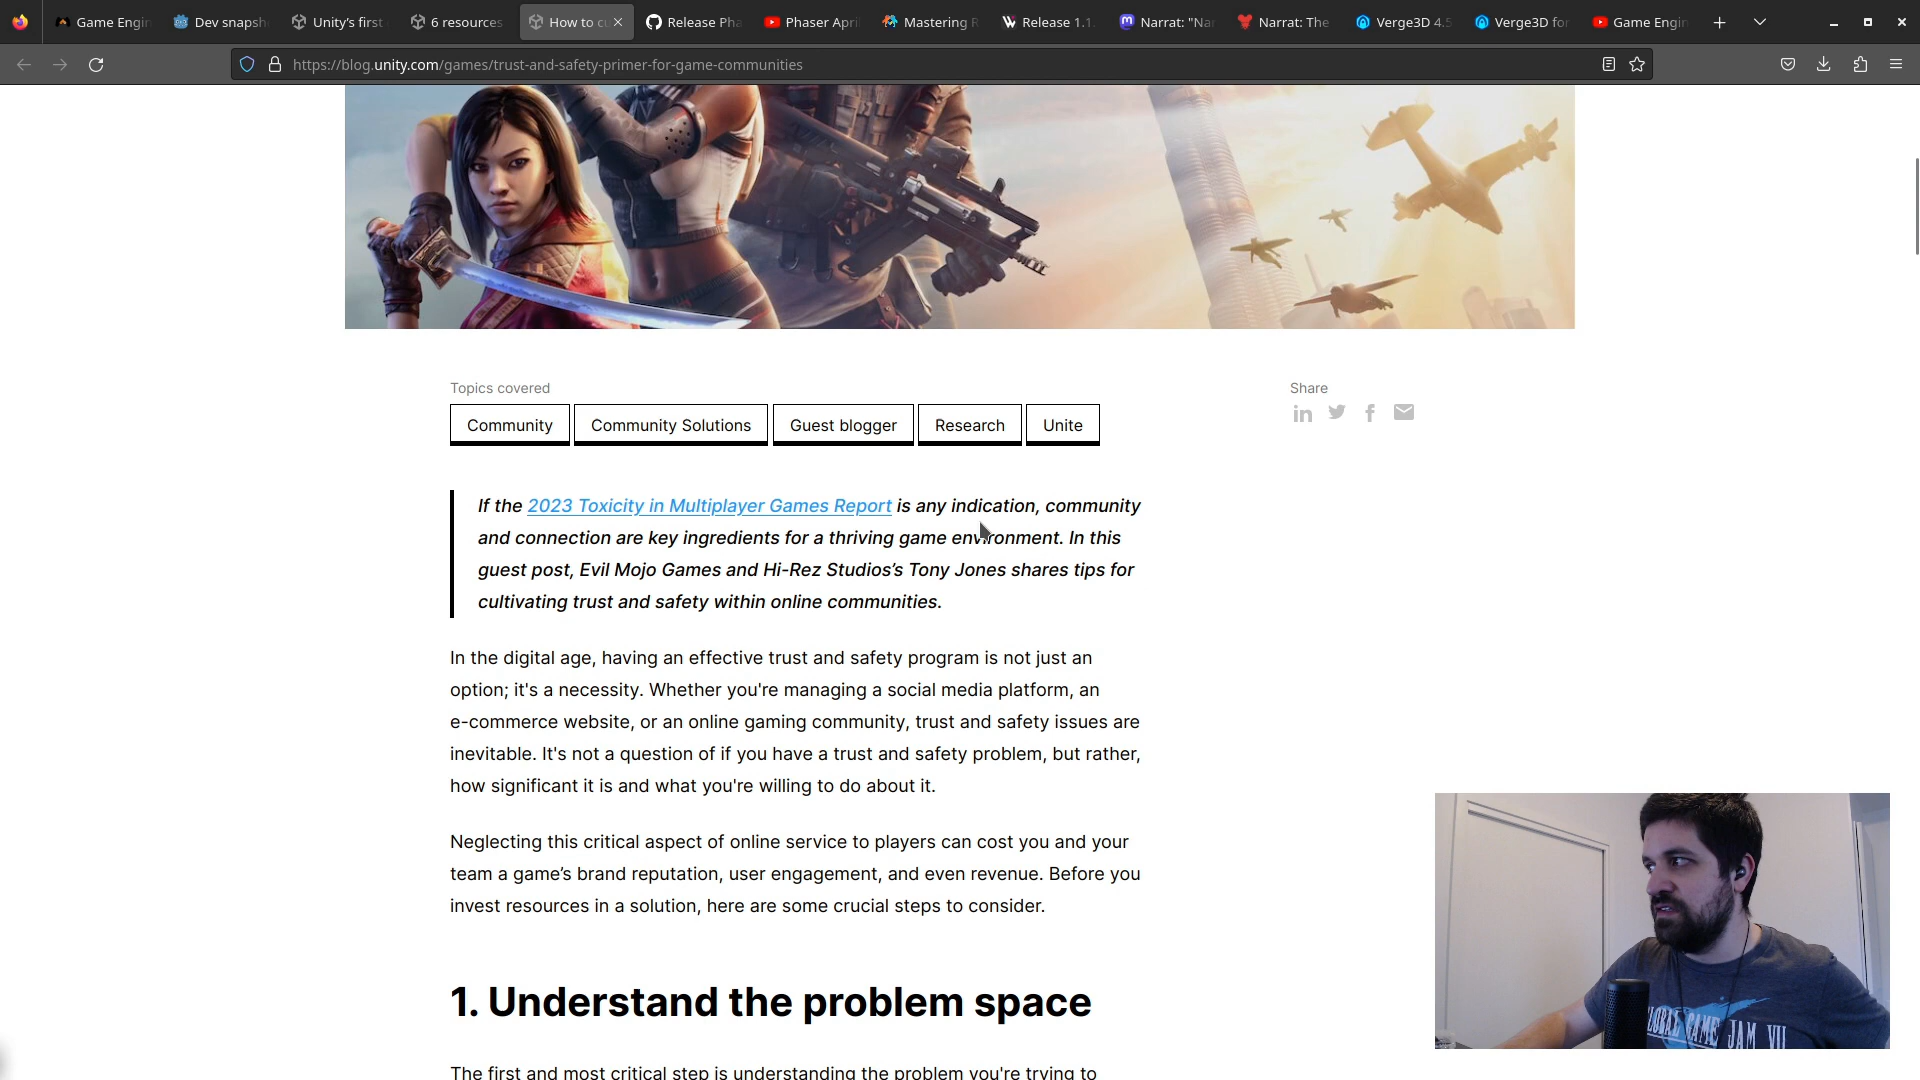 Game Engin
Dev snapsh
Unity's first
6 resources
How to cu
Release Pha
Phaser Apri
Mastering R
Release 1.1.
Narrat: "Nar
Narrat: The
Verge3D 4.5
Verge3D for
Game Engin
https://blog.unity.com/games/trust-and-safety-primer-for-game-communities
Topics covered
Share
Community
Community Solutions
Guest blogger
Research
Unite
If the 2023 Toxicity in Multiplayer Games Report is any indication, community
and connection are key ingredients for a thriving game environment. In this
guest post, Evil Mojo Games and Hi-Rez Studios's Tony Jones shares tips for
cultivating trust and safety within online communities.
In the digital age, having an effective trust and safety program is not just an
option; it's a necessity. Whether you're managing a social media platform, an
e-commerce website, or an online gaming community, trust and safety issues are
inevitable. It's not a question of if you have a trust and safety problem, but rather,
how significant it is and what you're willing to do about it.
Neglecting this critical aspect of online service to players can cost you and your
team a game's brand reputation, user engagement, and even revenue. Before you
invest resources in a solution, here are some crucial steps to consider.
1. Understand the problem space
The first and most critical step is understanding the problem you're trying to
GLOBAL GAME JAM VII